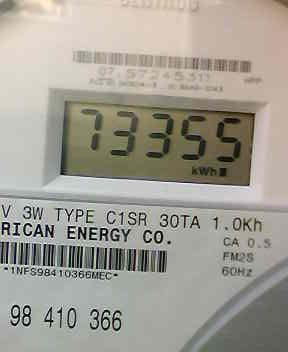 73355
kWh
V 3W TYPE C1SR 30TA 1.0Kh
RICAN ENERGY CO.
CA 0.5
FM2S
60Hz
*1NFS98410366MEC*
98 410 366